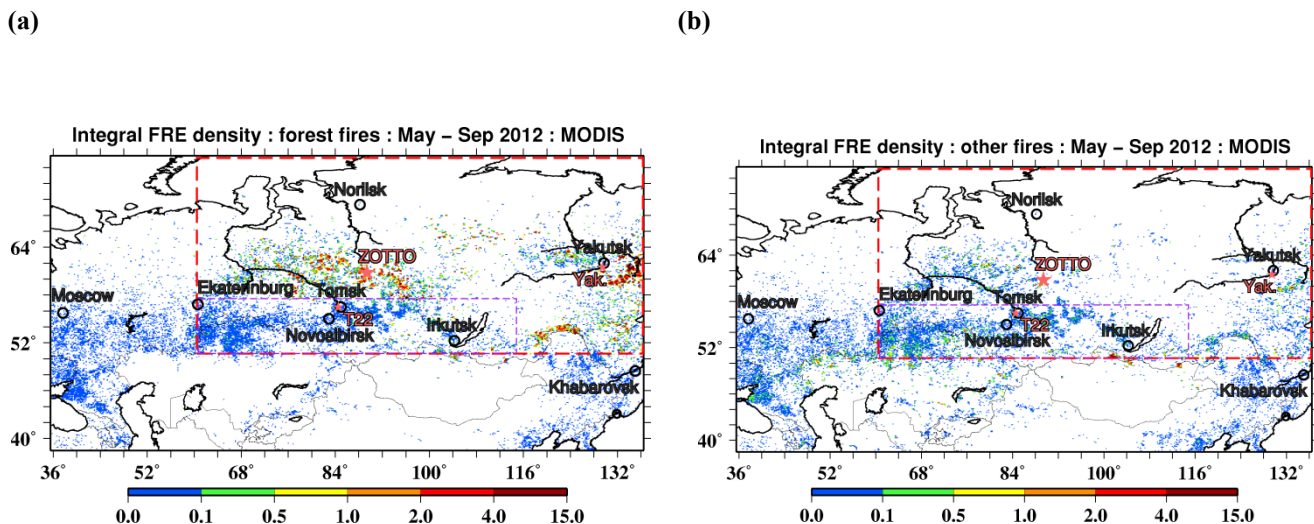 (a)
(b)
Integral FRE density : forest fires : May – Sep 2012 : MODIS
Norilsk
64°
ZOTTO
Yakutsk
Yak.
Ekaterinburg
Moscow
Tomsk
T22
Novosibirsk
Irkutsk
52°
Khabarovsk
40°
36 52 68 84 100 116 132
0.0 0.1 0.5 1.0 2.0 4.0 15.0
Integral FRE density : other fires : May – Sep 2012 : MODIS
Norilsk
64°
ZOTTO
Yakutsk
Yak.
Ekaterinburg
Moscow
Tomsk
T22
Novosibirsk
Irkutsk
52°
Khabarovsk
40°
36 52 68 84 100 116 132
0.0 0.1 0.5 1.0 2.0 4.0 15.0